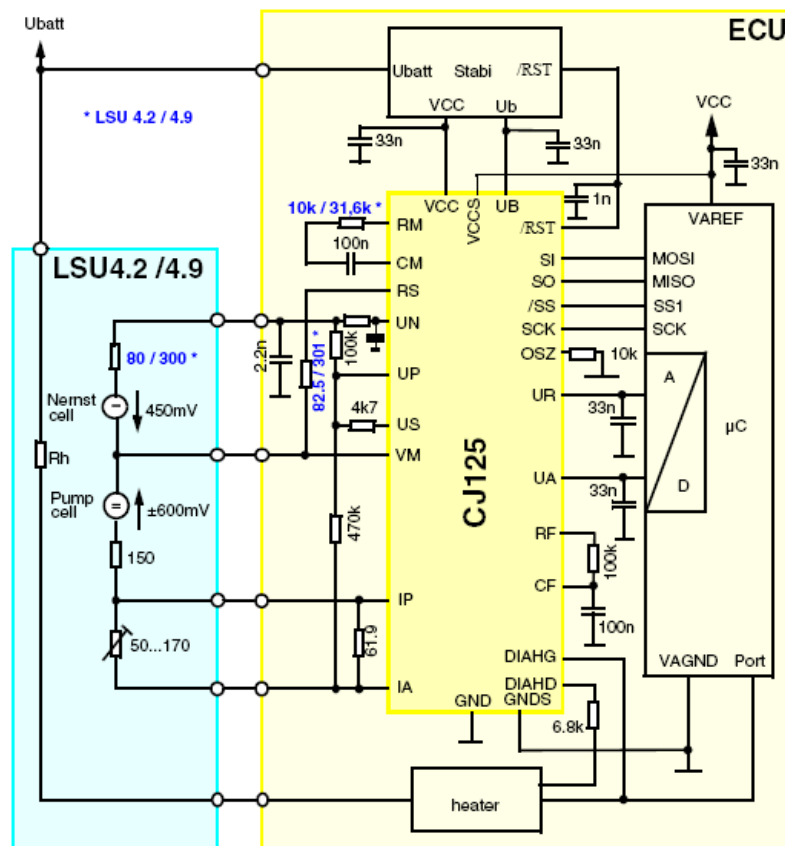 Ubatt
ECU
Ubatt Stabi /RST
VCC Ub
* LSU 4.2 / 4.9
33n
33n
VCC
33n
10k / 31,6k *
RM
VCC
VCCS
UB
1n
/RST
VAREF
100n
CM
LSU4.2 /4.9
RS
SI
MOSI
SO
MISO
/SS
SS1
SCK
SCK
UN
100k
2.2n
80 / 300 *
82.5 / 301 *
OSZ
10k
UP
A
Nernst
cell
450mV
UR
33n
µC
4k7
US
Rh
VM
CJ125
UA
33n
D
Pump
cell
±600mV
470k
RF
100k
150
CF
IP
100n
61.9
50...170
DIAHG
VAGND
Port
IA
DIAHD
GND
GNDS
6.8k
heater